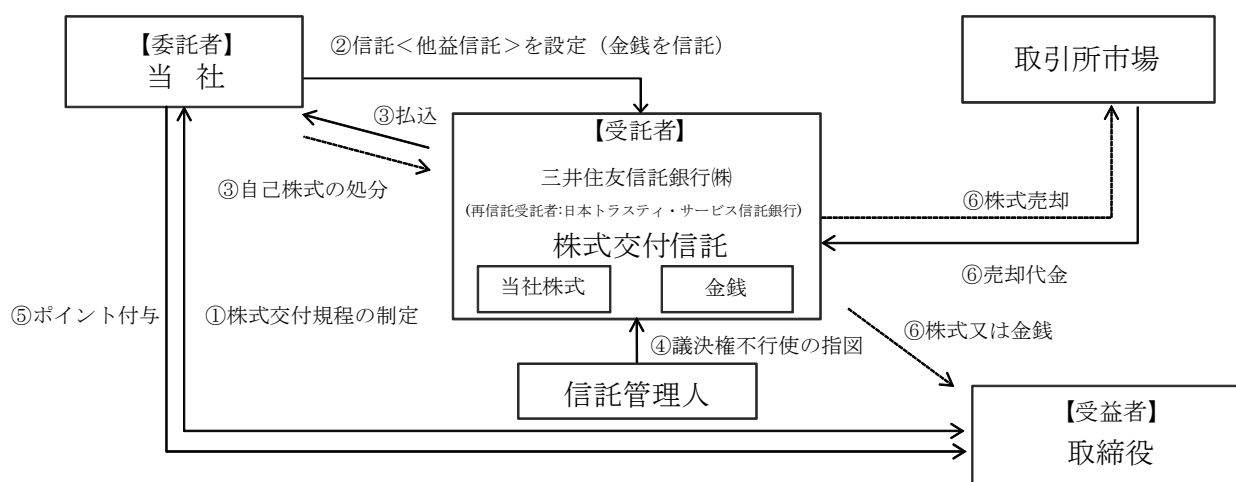 【委託者】
当 社
②信託<他益信託>を設定（金銭を信託）
取引所市場
③払込
③自己株式の処分
【受託者】
三井住友信託銀行㈱
(再信託受託者:日本トラスティ・サービス信託銀行)
株式交付信託
当社株式
金銭
⑥株式売却
⑥売却代金
⑤ポイント付与
①株式交付規程の制定
④議決権不行使の指図
⑥株式又は金銭
信託管理人
【受益者】
取締役